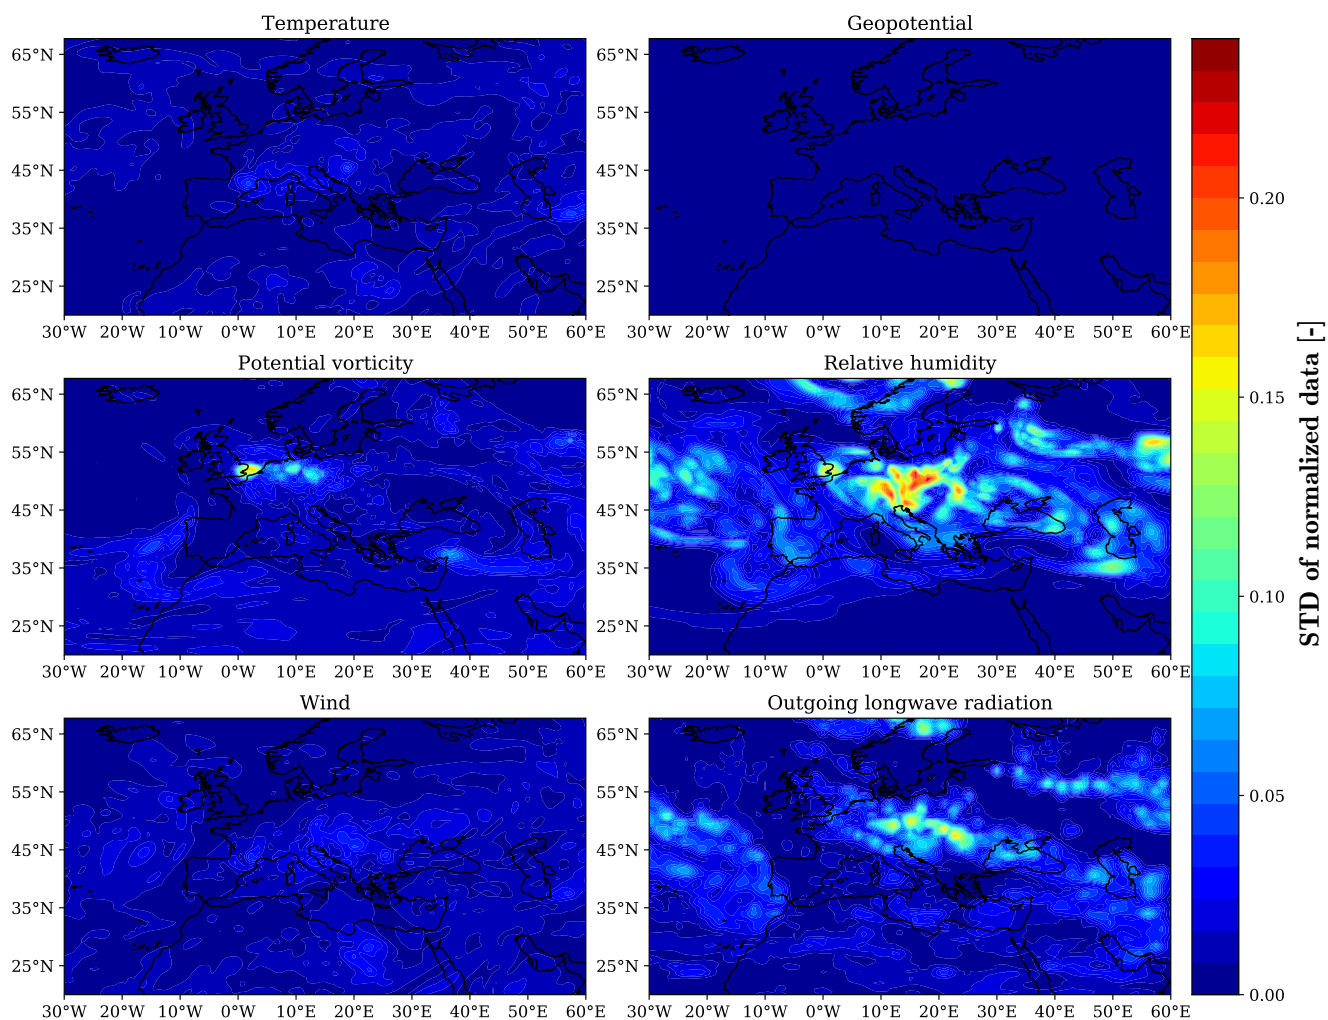 Temperature
65°N
55°N
45°N
35°N
25°N
30°W 20°W 10°W 0°W 10°E 20°E 30°E 40°E 50°E 60°E
Geopotential
65°N
55°N
45°N
35°N
25°N
30°W 20°W 10°W 0°W 10°E 20°E 30°E 40°E 50°E 60°E
Potential vorticity
65°N
55°N
45°N
35°N
25°N
30°W 20°W 10°W 0°W 10°E 20°E 30°E 40°E 50°E 60°E
Relative humidity
65°N
55°N
45°N
35°N
25°N
30°W 20°W 10°W 0°W 10°E 20°E 30°E 40°E 50°E 60°E
Wind
65°N
55°N
45°N
35°N
25°N
30°W 20°W 10°W 0°W 10°E 20°E 30°E 40°E 50°E 60°E
Outgoing longwave radiation
65°N
55°N
45°N
35°N
25°N
30°W 20°W 10°W 0°W 10°E 20°E 30°E 40°E 50°E 60°E
0.20
0.15
0.10
0.05
0.00
STD of normalized data [-]